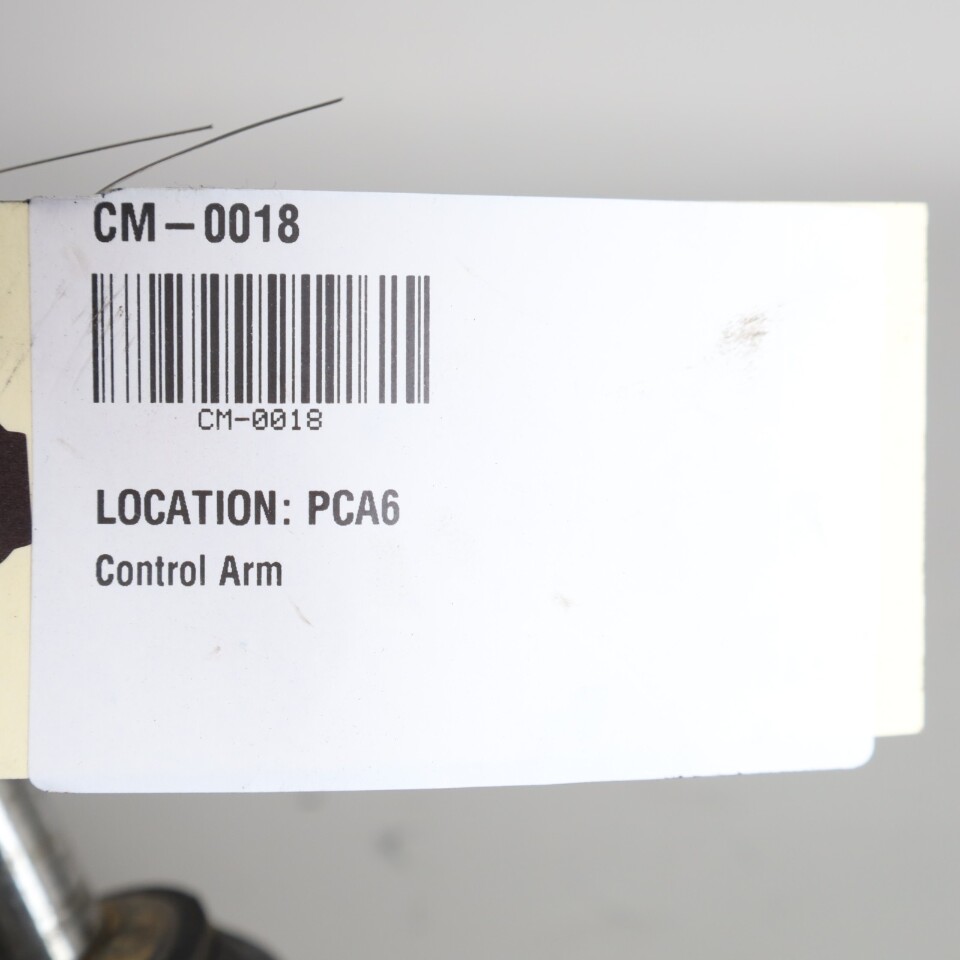 CM-0018
CM-0018
LOCATION: PCA6
Control Arm